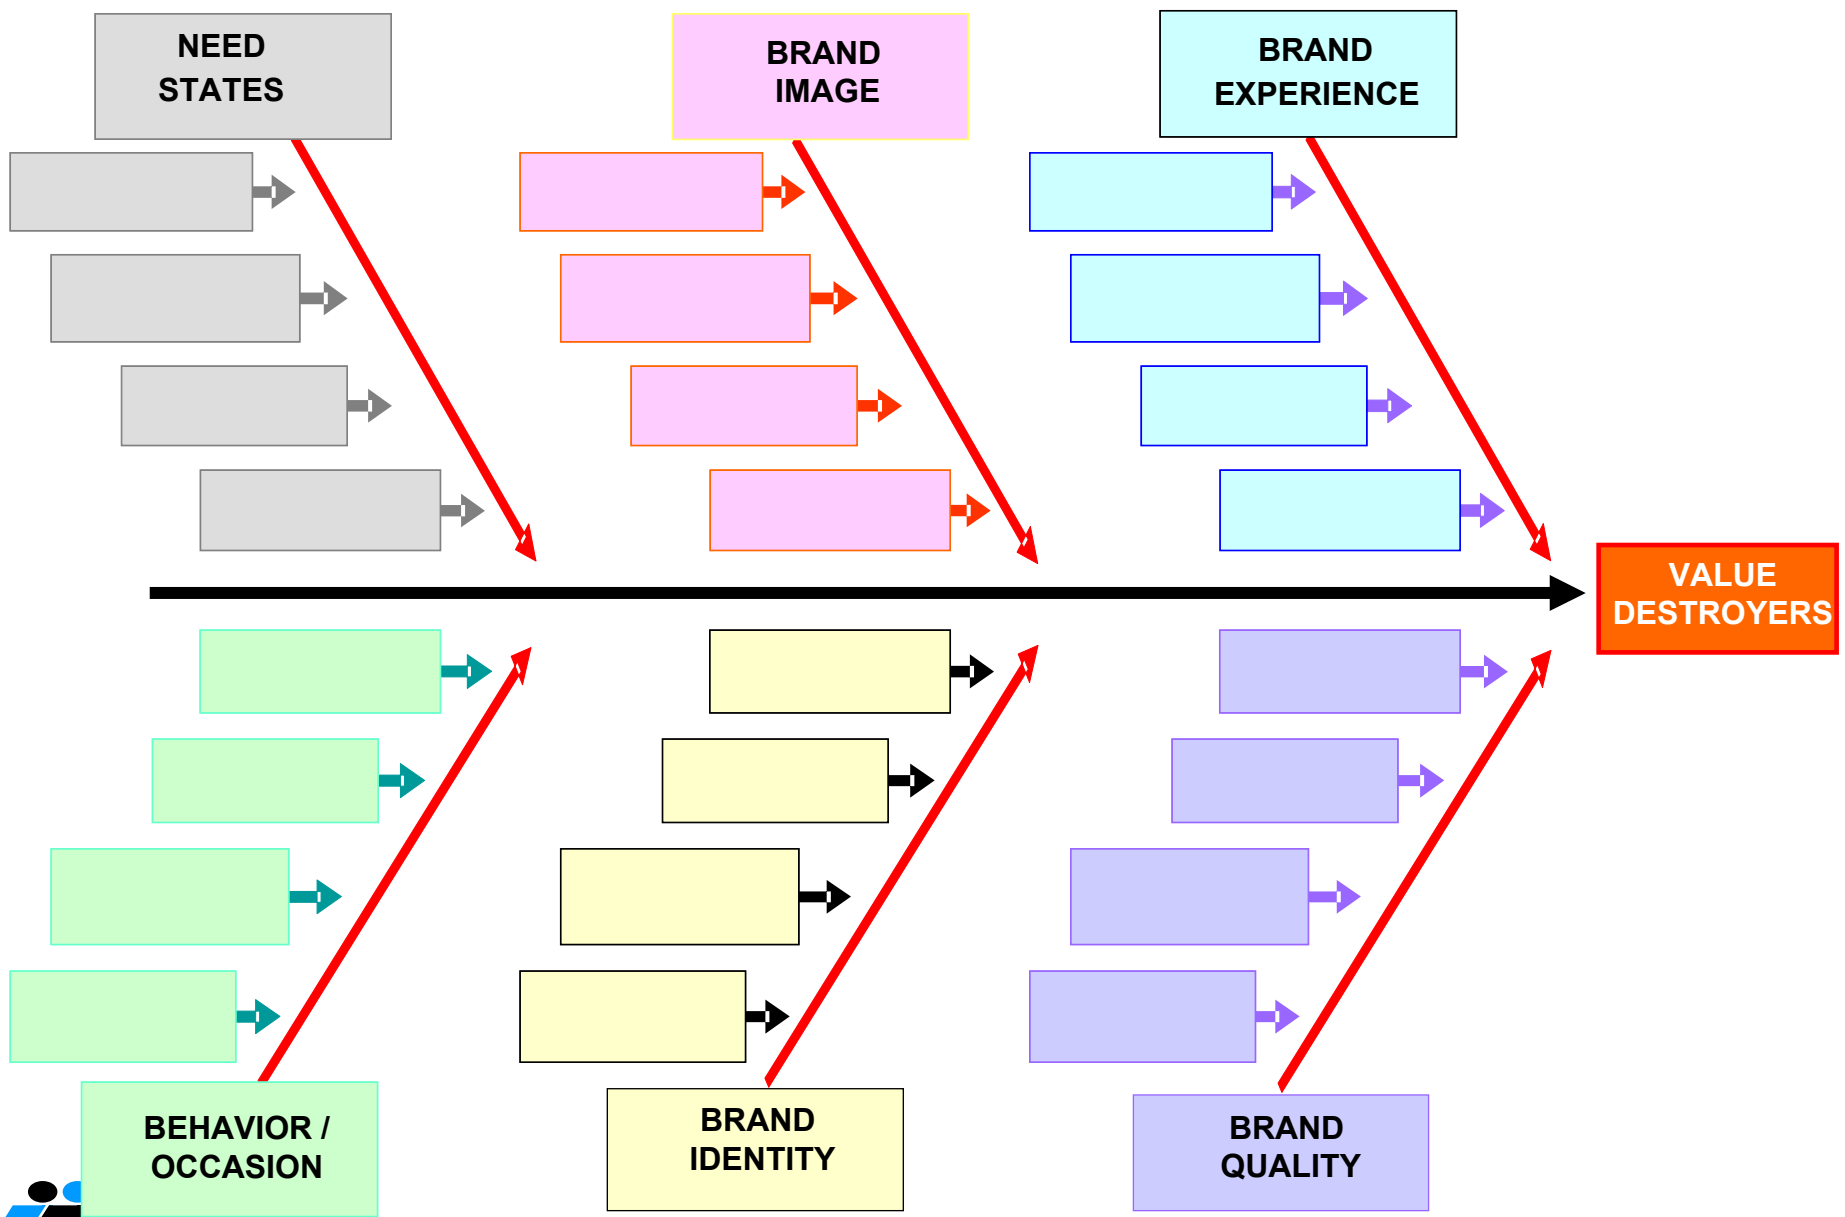 NEED
STATES
BRAND
IMAGE
BRAND
EXPERIENCE
VALUE
DESTROYERS
BEHAVIOR /
OCCASION
BRAND
IDENTITY
BRAND
QUALITY